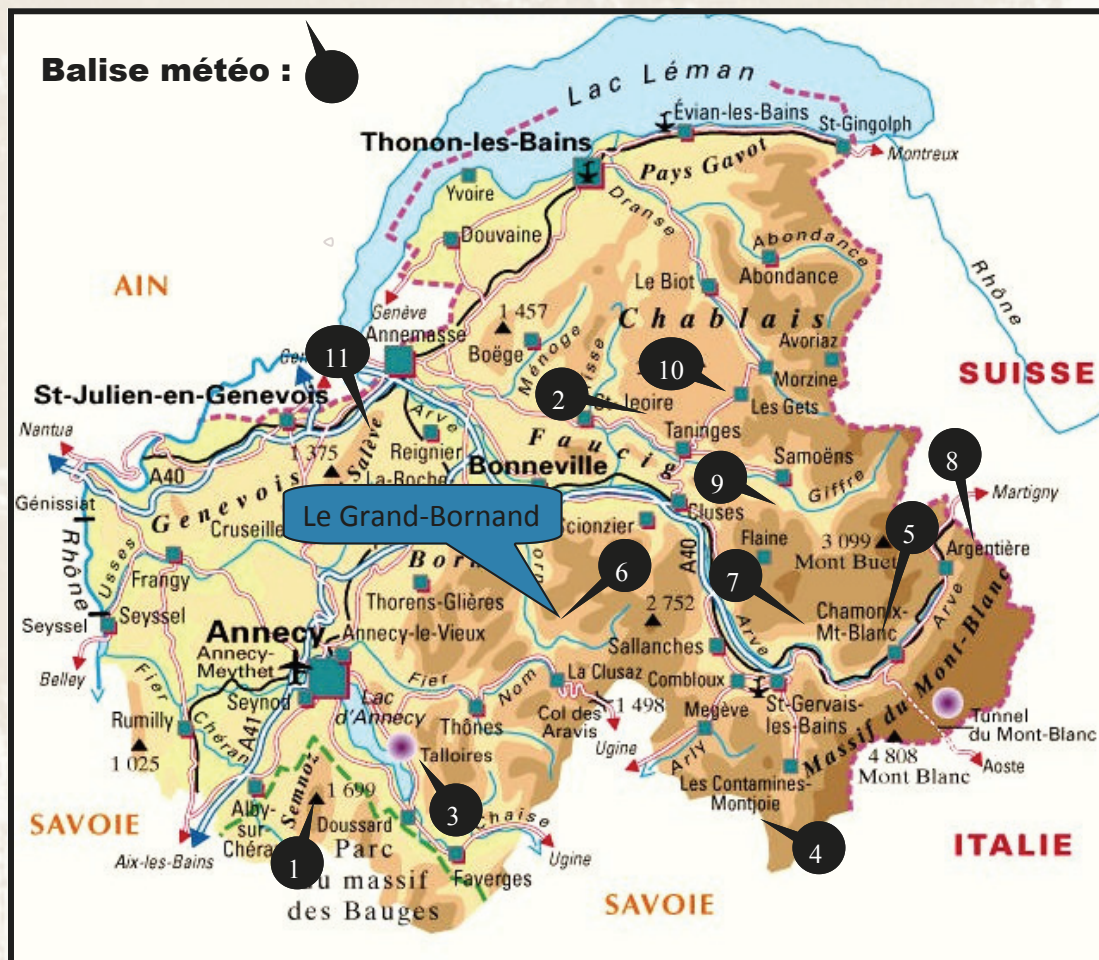 Balise météo :
Lac Léman
Évian-les-Bains
St-Gingolph
Thonon-les-Bains
Montreux
Pays Gavot
Yvoire
Dranse
Douvaine
Abondance
Abondance
Rhône
AIN
Le Biot
Genève
1 457
Chablais
Annemasse
Boëge
Ménoge
Avoriaz
11
10
Morzine
SUISSE
St-Julien-en-Genevois
2
St-Jeoire
Les Gets
Nantua
Arve
Faucig
Taninges
1 375
Salève
Reignier
Bonneville
Samoëns
8
A40
La-Roche
9
Giffre
Martigny
Génissiat
Genevois
Cluses
Le Grand-Bornand
5
Cruseille
Scionzier
Flaine
3 099
Mont Buet
Argentière
Rhône
Usses
Frangy
Born
6
A40
7
Thorens-Glières
2 752
Chamonix-
Mt-Blanc
Arve
Seyssel
Seyssel
Annecy
Annecy-le-Vieux
Sallanches
Arve
Annecy-
Meythet
La Clusaz
Combloux
Belley
Fier
Fier
Nom
Seynod
Lac
d'Annecy
1 498
Megève
St-Gervais-
les-Bains
Massif du Mont-Blanc
Rumilly
Chéran
A41
Thônes
Col des
Aravis
Tunnel
du Mont-Blanc
Ugine
Talloires
Arly
4 808
Mont Blanc
Aoste
1 025
Les Contamines-
Montjoie
Semnoz
1 699
3
SAVOIE
Alby-
sur-
Chéra
Doussard
Chaise
ITALIE
4
Aix-les-Bains
1
Parc
u massif
des Bauges
Ugine
Faverges
SAVOIE